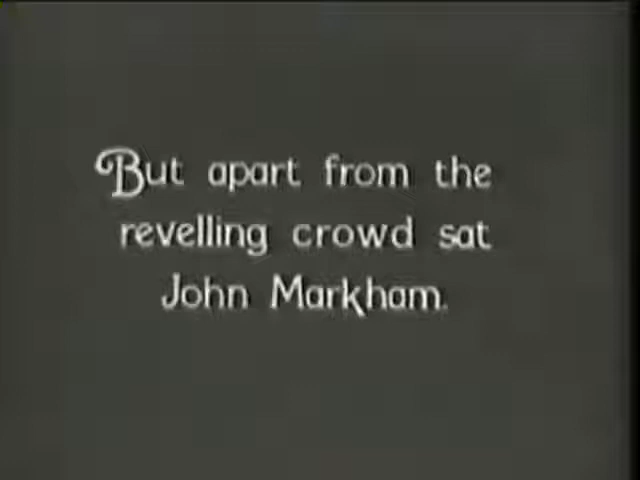 But apart from the
revelling crowd sat
John Markham.